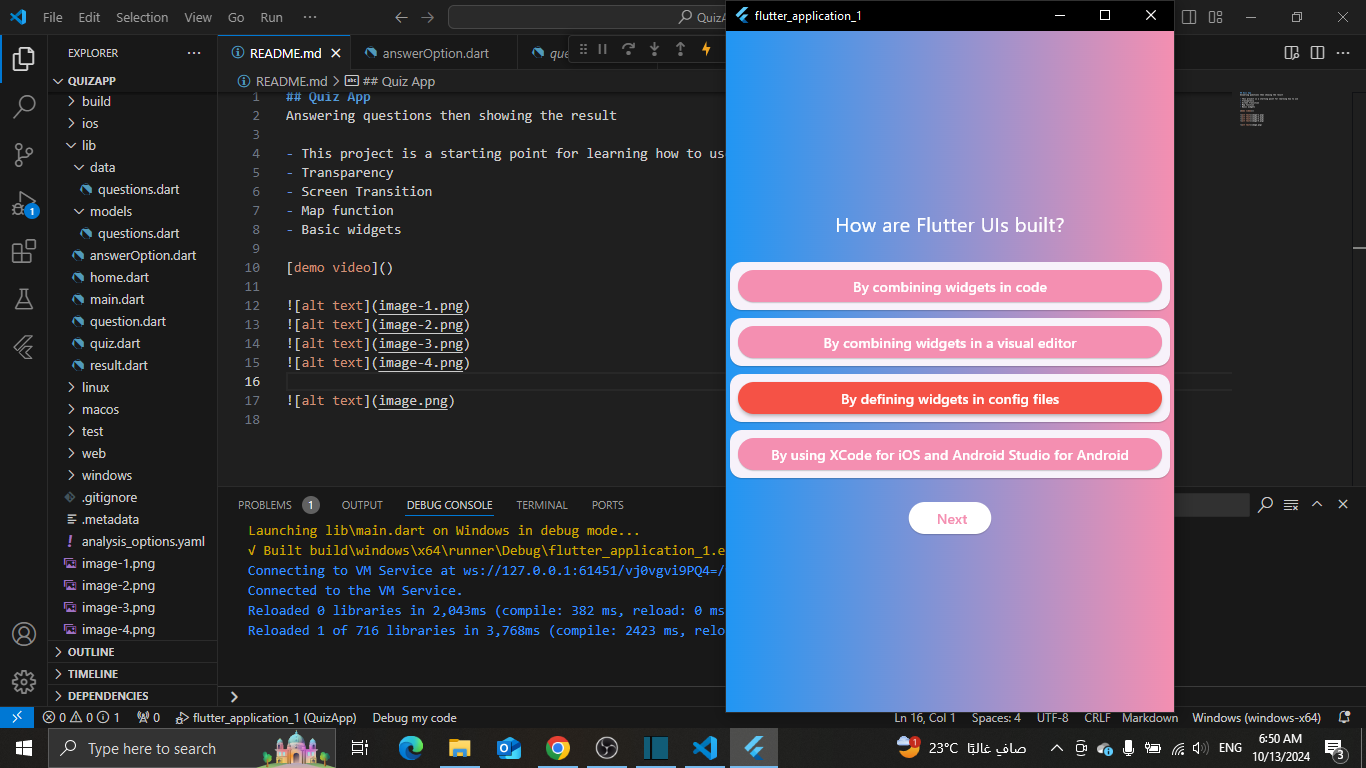 File Edit Selection View Go Run ···
QuizA
flutter_application_1
EXPLORER
QUIZAPP
build
ios
lib
data
questions.dart
models
questions.dart
answerOption.dart
home.dart
main.dart
question.dart
quiz.dart
result.dart
linux
macos
test
web
windows
.gitignore
.metadata
analysis_options.yaml
image-1.png
image-2.png
image-3.png
image-4.png
OUTLINE
TIMELINE
DEPENDENCIES
1
README.md answerOption.dart que
README.md > ## Quiz App
1 ## Quiz App
2 Answering questions then showing the result
3
4 - This project is a starting point for learning how to us
5 - Transparency
6 - Screen Transition
7 - Map function
8 - Basic widgets
9
10 [demo video]()
11
12 ![alt text](image-1.png)
13 ![alt text](image-2.png)
14 ![alt text](image-3.png)
15 ![alt text](image-4.png)
16
17 ![alt text](image.png)
18
PROBLEMS 1 OUTPUT DEBUG CONSOLE TERMINAL PORTS
Launching lib\main.dart on Windows in debug mode...
√ Built build\windows\x64\runner\Debug\flutter_application_1.e
Connecting to VM Service at ws://127.0.0.1:61451/vj0vgvi9PQ4=/
Connected to the VM Service.
Reloaded 0 libraries in 2,043ms (compile: 382 ms, reload: 0 ms
Reloaded 1 of 716 libraries in 3,768ms (compile: 2423 ms, relo
How are Flutter UIs built?
By combining widgets in code
By combining widgets in a visual editor
By defining widgets in config files
By using XCode for iOS and Android Studio for Android
Next
0 0 1 0 flutter_application_1 (QuizApp) Debug my code Ln 16, Col 1 Spaces: 4 UTF-8 CRLF Markdown Windows (windows-x64)
Type here to search
1 23°C صافٍ غالبًا ENG 6:50 AM
10/13/2024 3